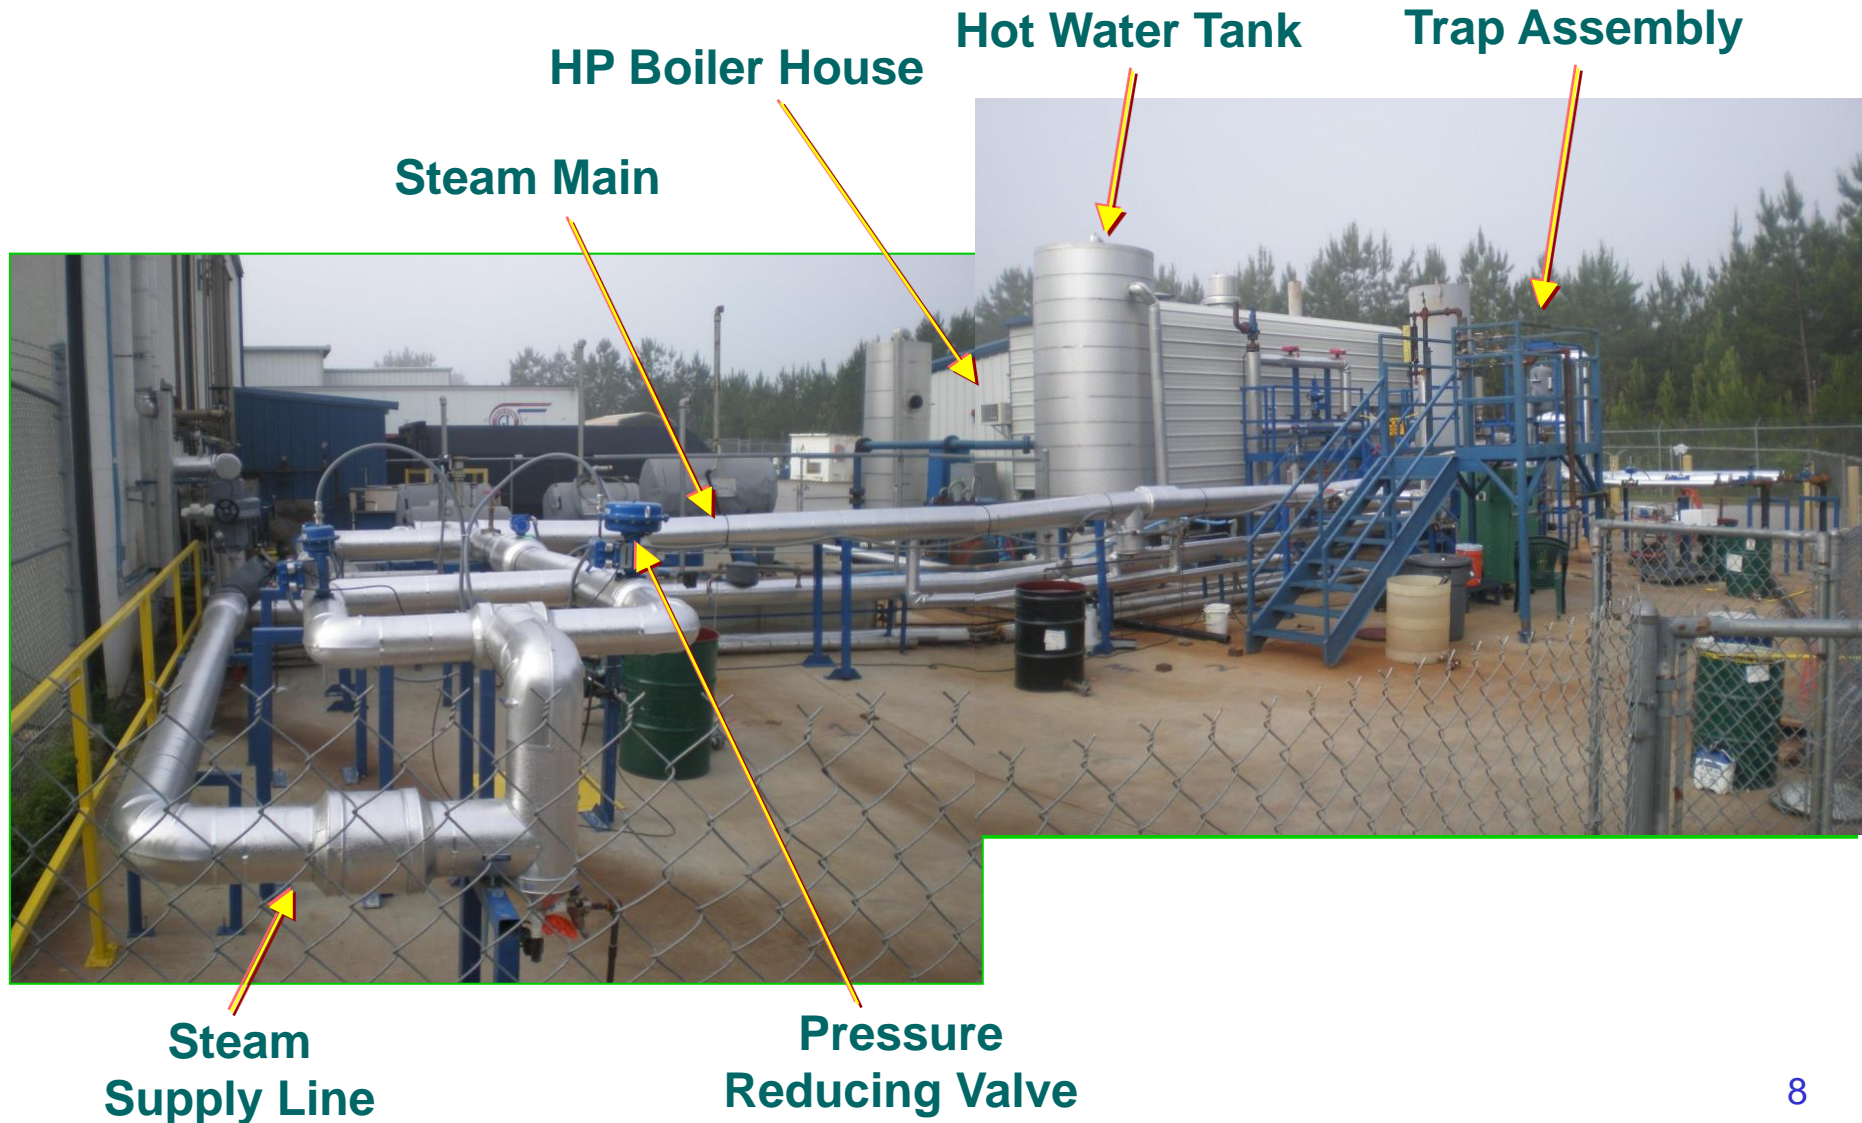 Hot Water Tank
Trap Assembly
HP Boiler House
Steam Main
Steam
Supply Line
Pressure
Reducing Valve
8